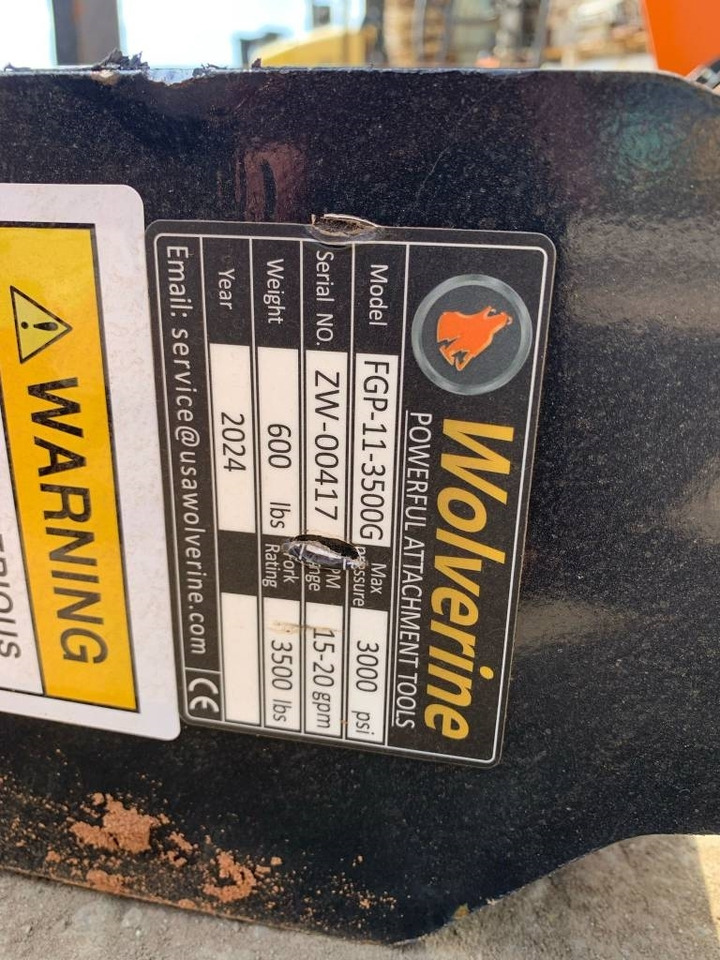 Wolverine
POWERFUL ATTACHMENT TOOLS
Model FGP-11-3500G Max 3000 psi
Serial NO. ZW-00417 15-20 gpm
Weight 600 lbs Rating 3500 lbs
Year 2024
Email: service@usawolverine.com CE
WARNING